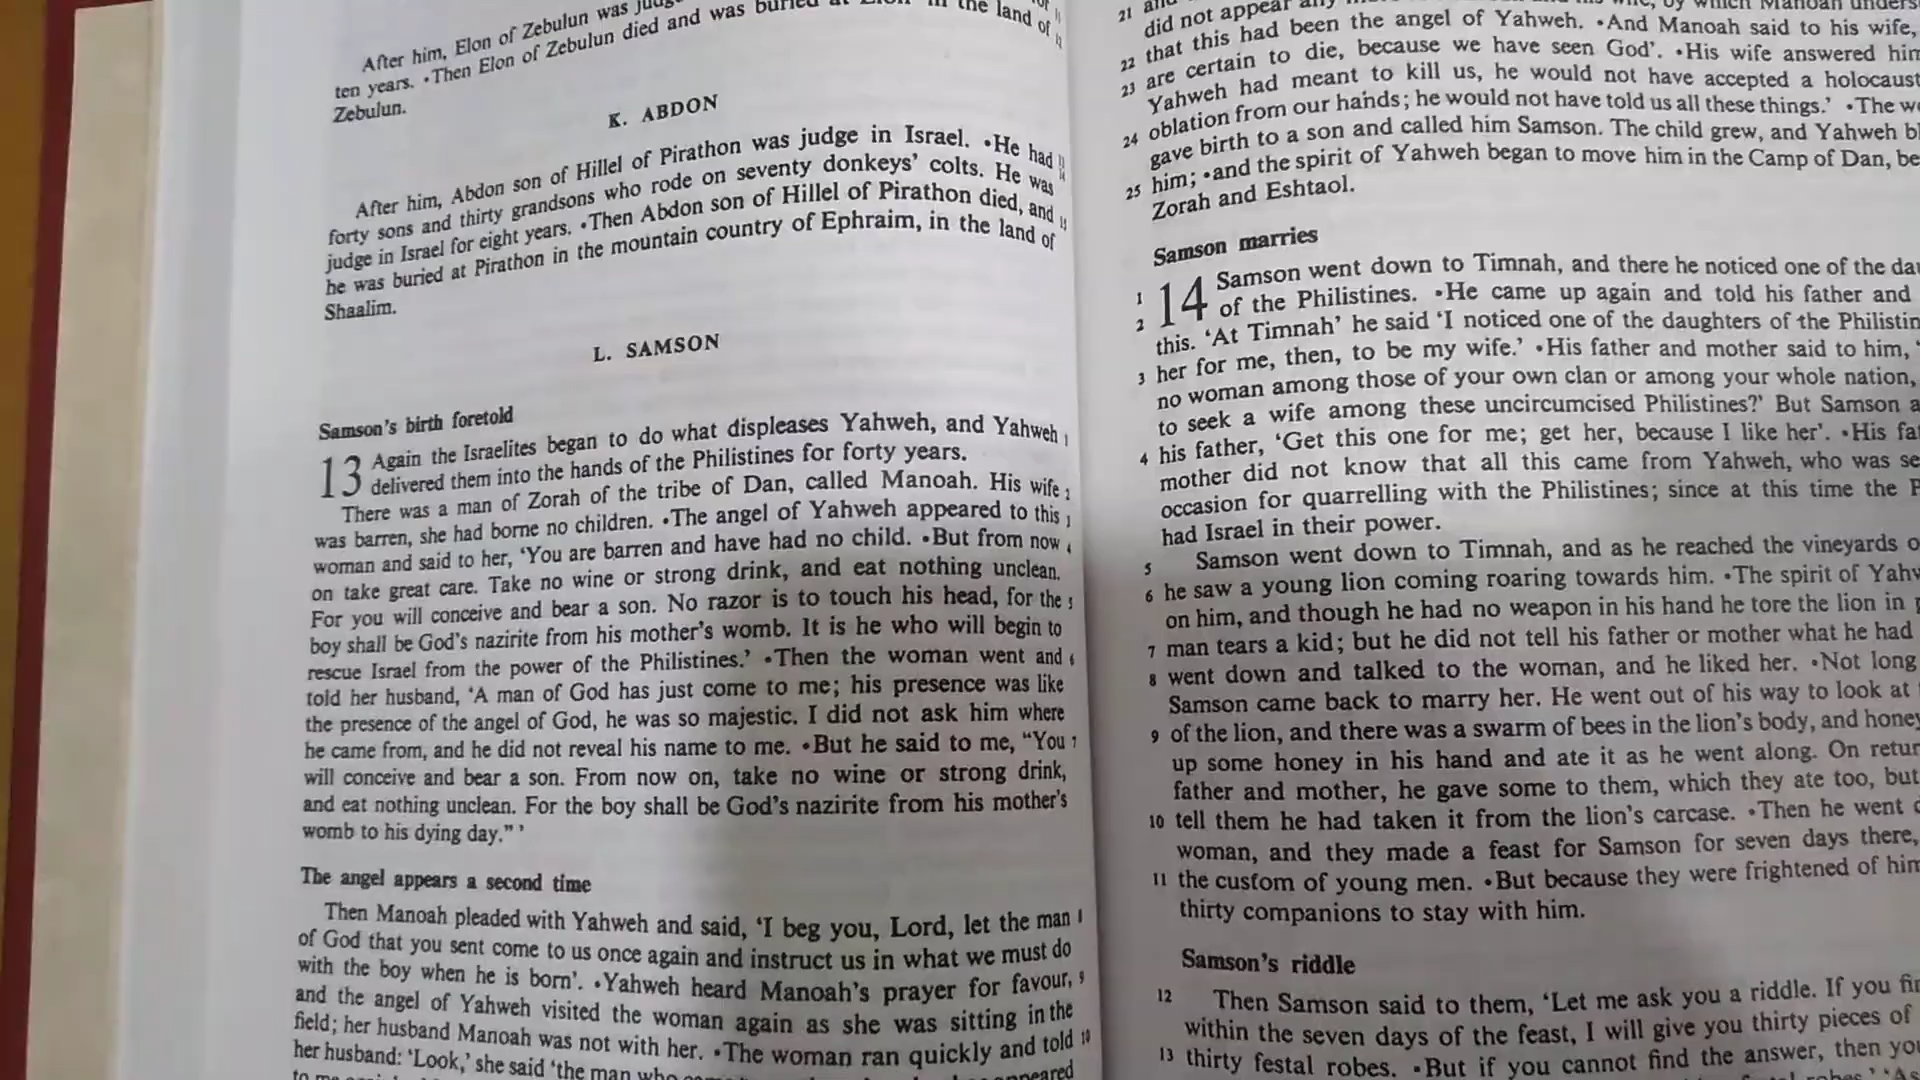 After him, Elon of Zebulun was
ten years. •Then Elon of Zebulun died and was buried at in the land of
Zebulun.
K. ABDON
After him, Abdon son of Hillel of Pirathon was judge in Israel. •He had
forty sons and thirty grandsons who rode on seventy donkeys' colts. He was
judge in Israel for eight years. •Then Abdon son of Hillel of Pirathon died, and
he was buried at Pirathon in the mountain country of Ephraim, in the land of
Shaalim.
L. SAMSON
Samson's birth foretold
13 Again the Israelites began to do what displeases Yahweh, and Yahweh 1
delivered them into the hands of the Philistines for forty years.
There was a man of Zorah of the tribe of Dan, called Manoah. His wife 2
was barren, she had borne no children. •The angel of Yahweh appeared to this 3
woman and said to her, ‘You are barren and have had no child. •But from now 4
on take great care. Take no wine or strong drink, and eat nothing unclean.
For you will conceive and bear a son. No razor is to touch his head, for the 5
boy shall be God's nazirite from his mother's womb. It is he who will begin to
rescue Israel from the power of the Philistines.’ •Then the woman went and 6
told her husband, ‘A man of God has just come to me; his presence was like
the presence of the angel of God, he was so majestic. I did not ask him where
he came from, and he did not reveal his name to me. •But he said to me, “You 7
will conceive and bear a son. From now on, take no wine or strong drink,
and eat nothing unclean. For the boy shall be God's nazirite from his mother's
womb to his dying day.” ’
The angel appears a second time
Then Manoah pleaded with Yahweh and said, ‘I beg you, Lord, let the man
of God that you sent come to us once again and instruct us in what we must do
with the boy when he is born’. •Yahweh heard Manoah's prayer for favour, 9
and the angel of Yahweh visited the woman again as she was sitting in the
field; her husband Manoah was not with her. •The woman ran quickly and told 10
her husband: ‘Look,’ she said ‘the man who
21
did not appear any
22 that this had been the angel of Yahweh. •And Manoah said to his wife,
are certain to die, because we have seen God’. •His wife answered him
23 Yahweh had meant to kill us, he would not have accepted a holocaust
oblation from our hands; he would not have told us all these things.’ •The
24 gave birth to a son and called him Samson. The child grew, and Yahweh
25 him; •and the spirit of Yahweh began to move him in the Camp of Dan,
Zorah and Eshtaol.
Samson marries
1 14 Samson went down to Timnah, and there he noticed one of the
2 of the Philistines. •He came up again and told his father and
this. ‘At Timnah’ he said ‘I noticed one of the daughters of the
3 her for me, then, to be my wife.’ •His father and mother said to him,
no woman among those of your own clan or among your whole nation,
to seek a wife among these uncircumcised Philistines?’ But Samson
4 his father, ‘Get this one for me; get her, because I like her’. •His
mother did not know that all this came from Yahweh, who was
occasion for quarrelling with the Philistines; since at this time the
had Israel in their power.
5 Samson went down to Timnah, and as he reached the vineyards
6 he saw a young lion coming roaring towards him. •The spirit of
on him, and though he had no weapon in his hand he tore the lion in
7 man tears a kid; but he did not tell his father or mother what he had
8 went down and talked to the woman, and he liked her. •Not long
Samson came back to marry her. He went out of his way to look at
9 of the lion, and there was a swarm of bees in the lion's body, and honey
up some honey in his hand and ate it as he went along. On
father and mother, he gave some to them, which they ate too, but
10 tell them he had taken it from the lion's carcase. •Then he went
woman, and they made a feast for Samson for seven days there,
11 the custom of young men. •But because they were frightened of him
thirty companions to stay with him.
Samson's riddle
12 Then Samson said to them, ‘Let me ask you a riddle. If you
within the seven days of the feast, I will give you thirty pieces of
13 thirty festal robes. •But if you cannot find the answer, then